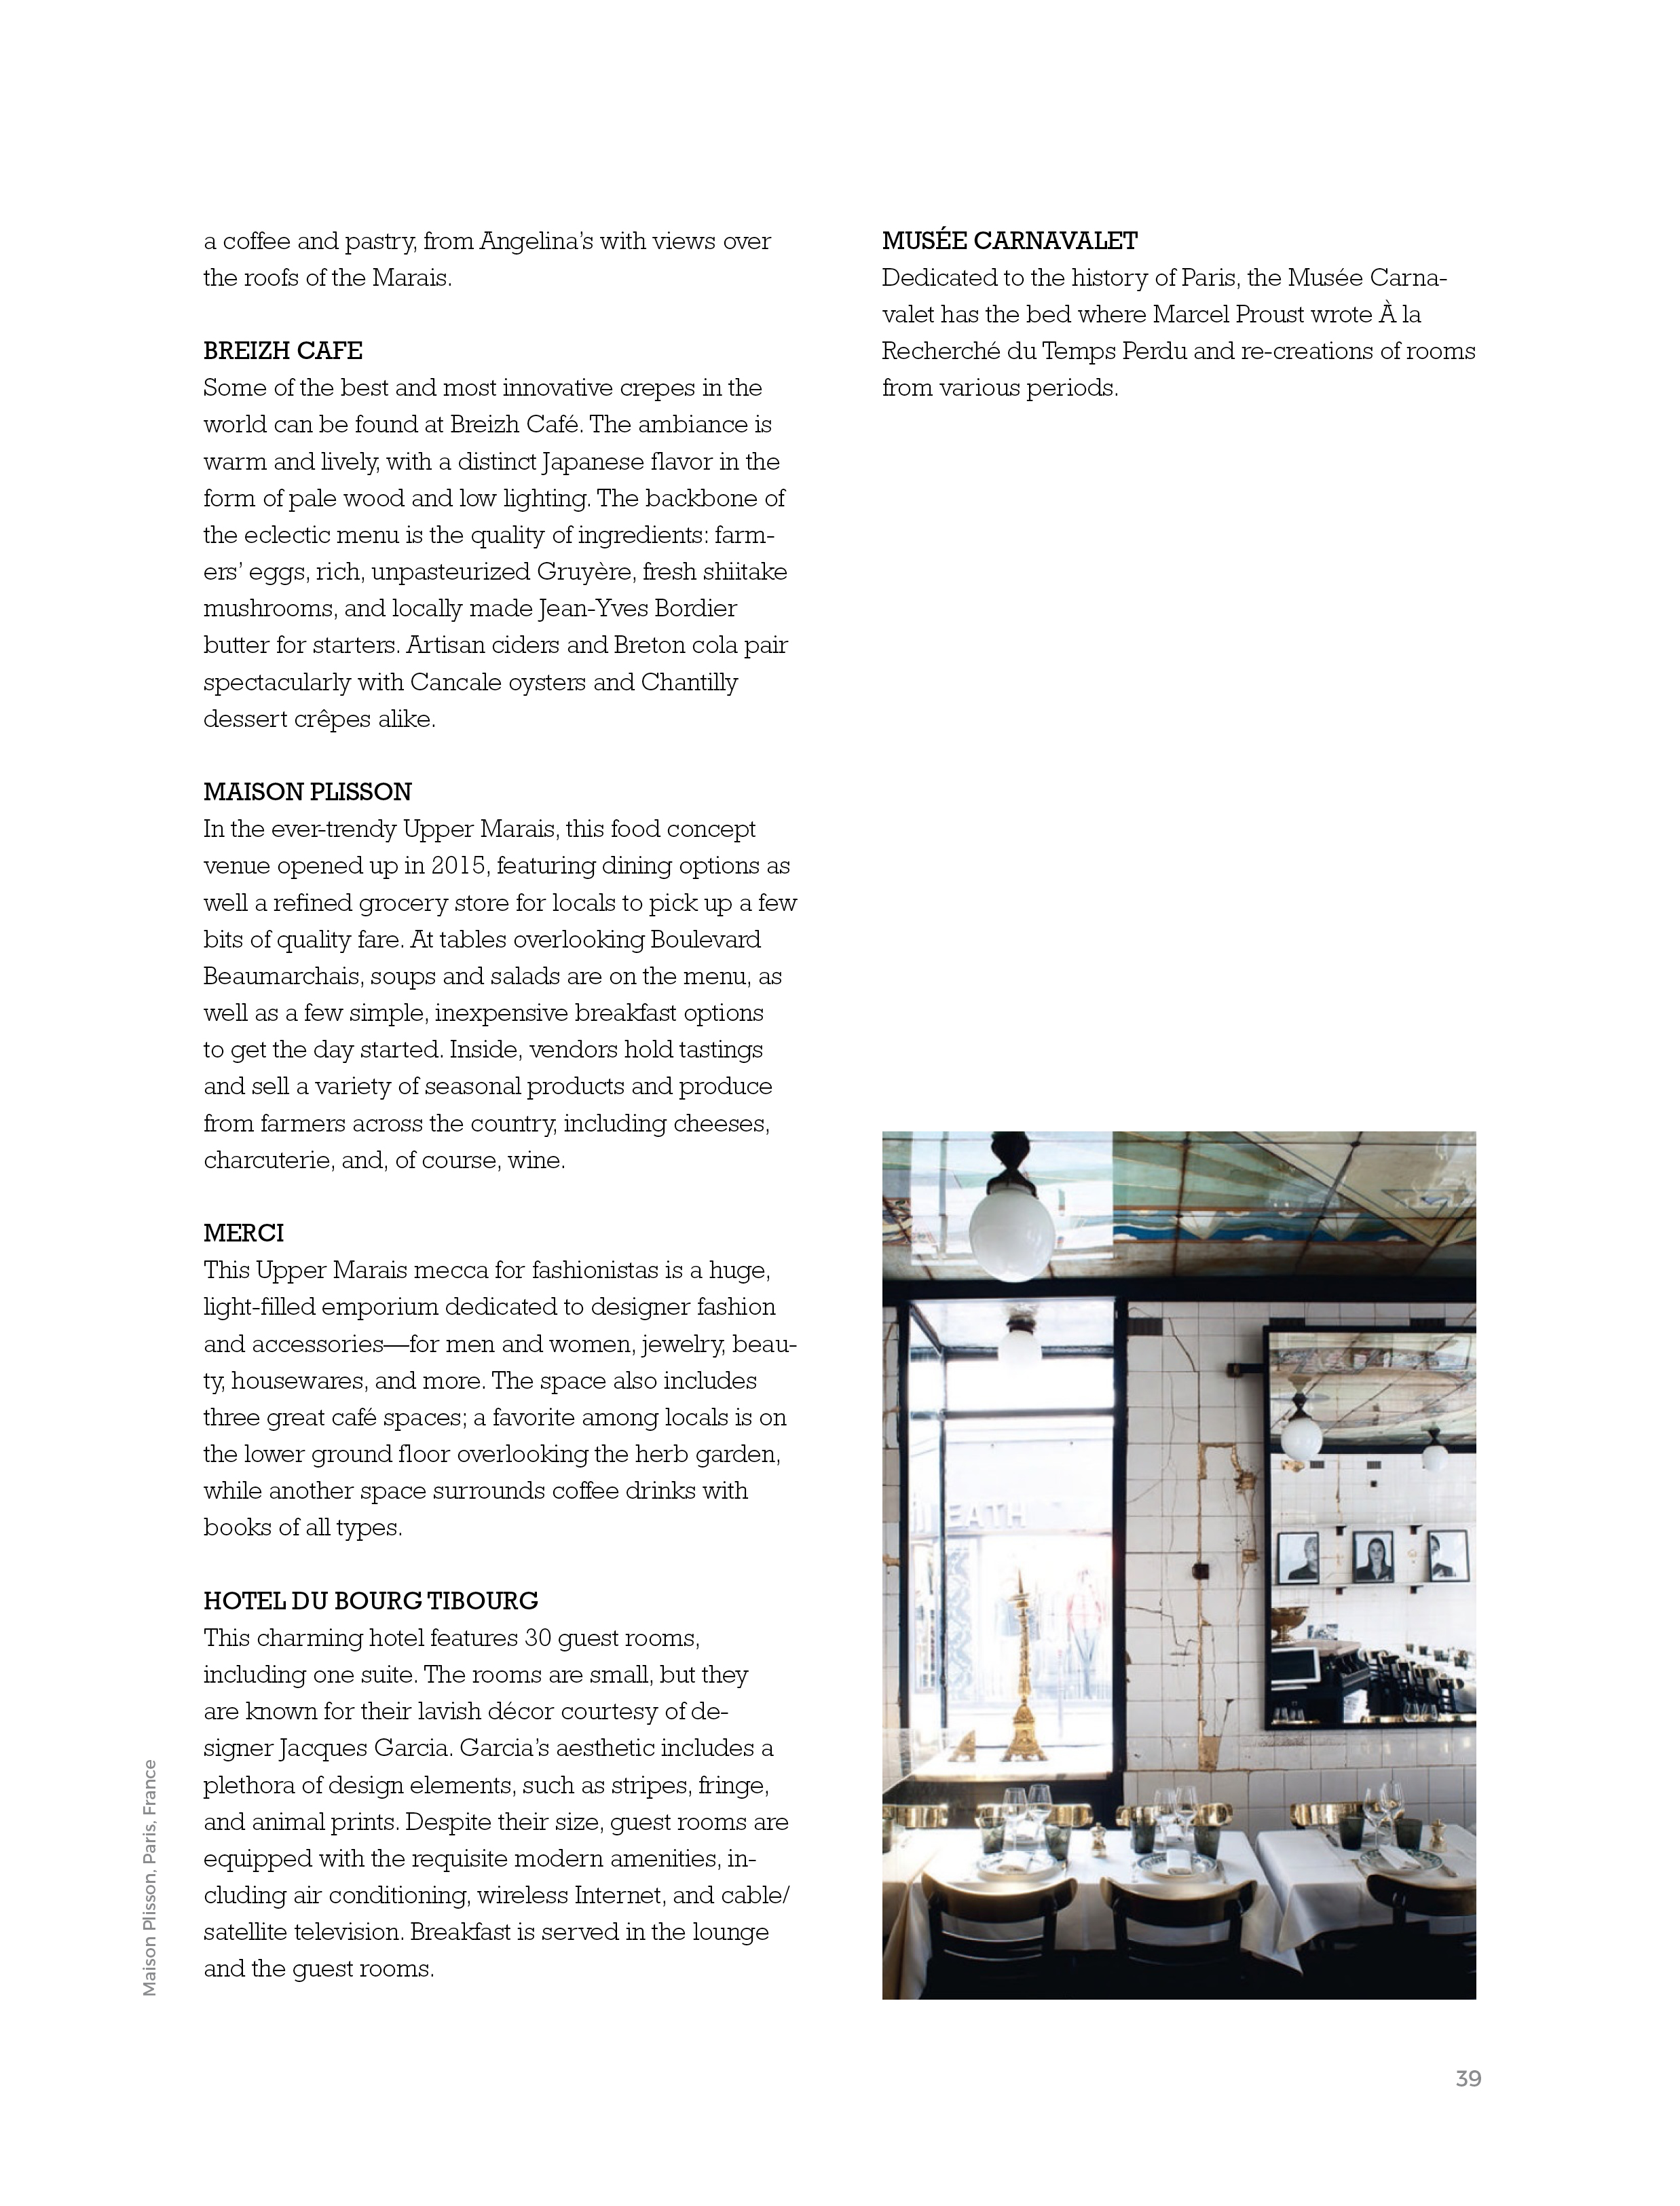 a coffee and pastry, from Angelina's with views over
the roofs of the Marais.
BREIZH CAFE
Some of the best and most innovative crepes in the
world can be found at Breizh Café. The ambiance is
warm and lively, with a distinct Japanese flavor in the
form of pale wood and low lighting. The backbone of
the eclectic menu is the quality of ingredients: farm-
ers’ eggs, rich, unpasteurized Gruyère, fresh shiitake
mushrooms, and locally made Jean-Yves Bordier
butter for starters. Artisan ciders and Breton cola pair
spectacularly with Cancale oysters and Chantilly
dessert crêpes alike.
MAISON PLISSON
In the ever-trendy Upper Marais, this food concept
venue opened up in 2015, featuring dining options as
well a refined grocery store for locals to pick up a few
bits of quality fare. At tables overlooking Boulevard
Beaumarchais, soups and salads are on the menu, as
well as a few simple, inexpensive breakfast options
to get the day started. Inside, vendors hold tastings
and sell a variety of seasonal products and produce
from farmers across the country, including cheeses,
charcuterie, and, of course, wine.
MERCI
This Upper Marais mecca for fashionistas is a huge,
light-filled emporium dedicated to designer fashion
and accessories—for men and women, jewelry, beau-
ty, housewares, and more. The space also includes
three great café spaces; a favorite among locals is on
the lower ground floor overlooking the herb garden,
while another space surrounds coffee drinks with
books of all types.
HOTEL DU BOURG TIBOURG
This charming hotel features 30 guest rooms,
including one suite. The rooms are small, but they
are known for their lavish décor courtesy of de-
signer Jacques Garcia. Garcia’s aesthetic includes a
plethora of design elements, such as stripes, fringe,
and animal prints. Despite their size, guest rooms are
equipped with the requisite modern amenities, in-
cluding air conditioning, wireless Internet, and cable/
satellite television. Breakfast is served in the lounge
and the guest rooms.
MUSÉE CARNAVALET
Dedicated to the history of Paris, the Musée Carna-
valet has the bed where Marcel Proust wrote À la
Recherché du Temps Perdu and re-creations of rooms
from various periods.
Maison Plisson, Paris, France
39